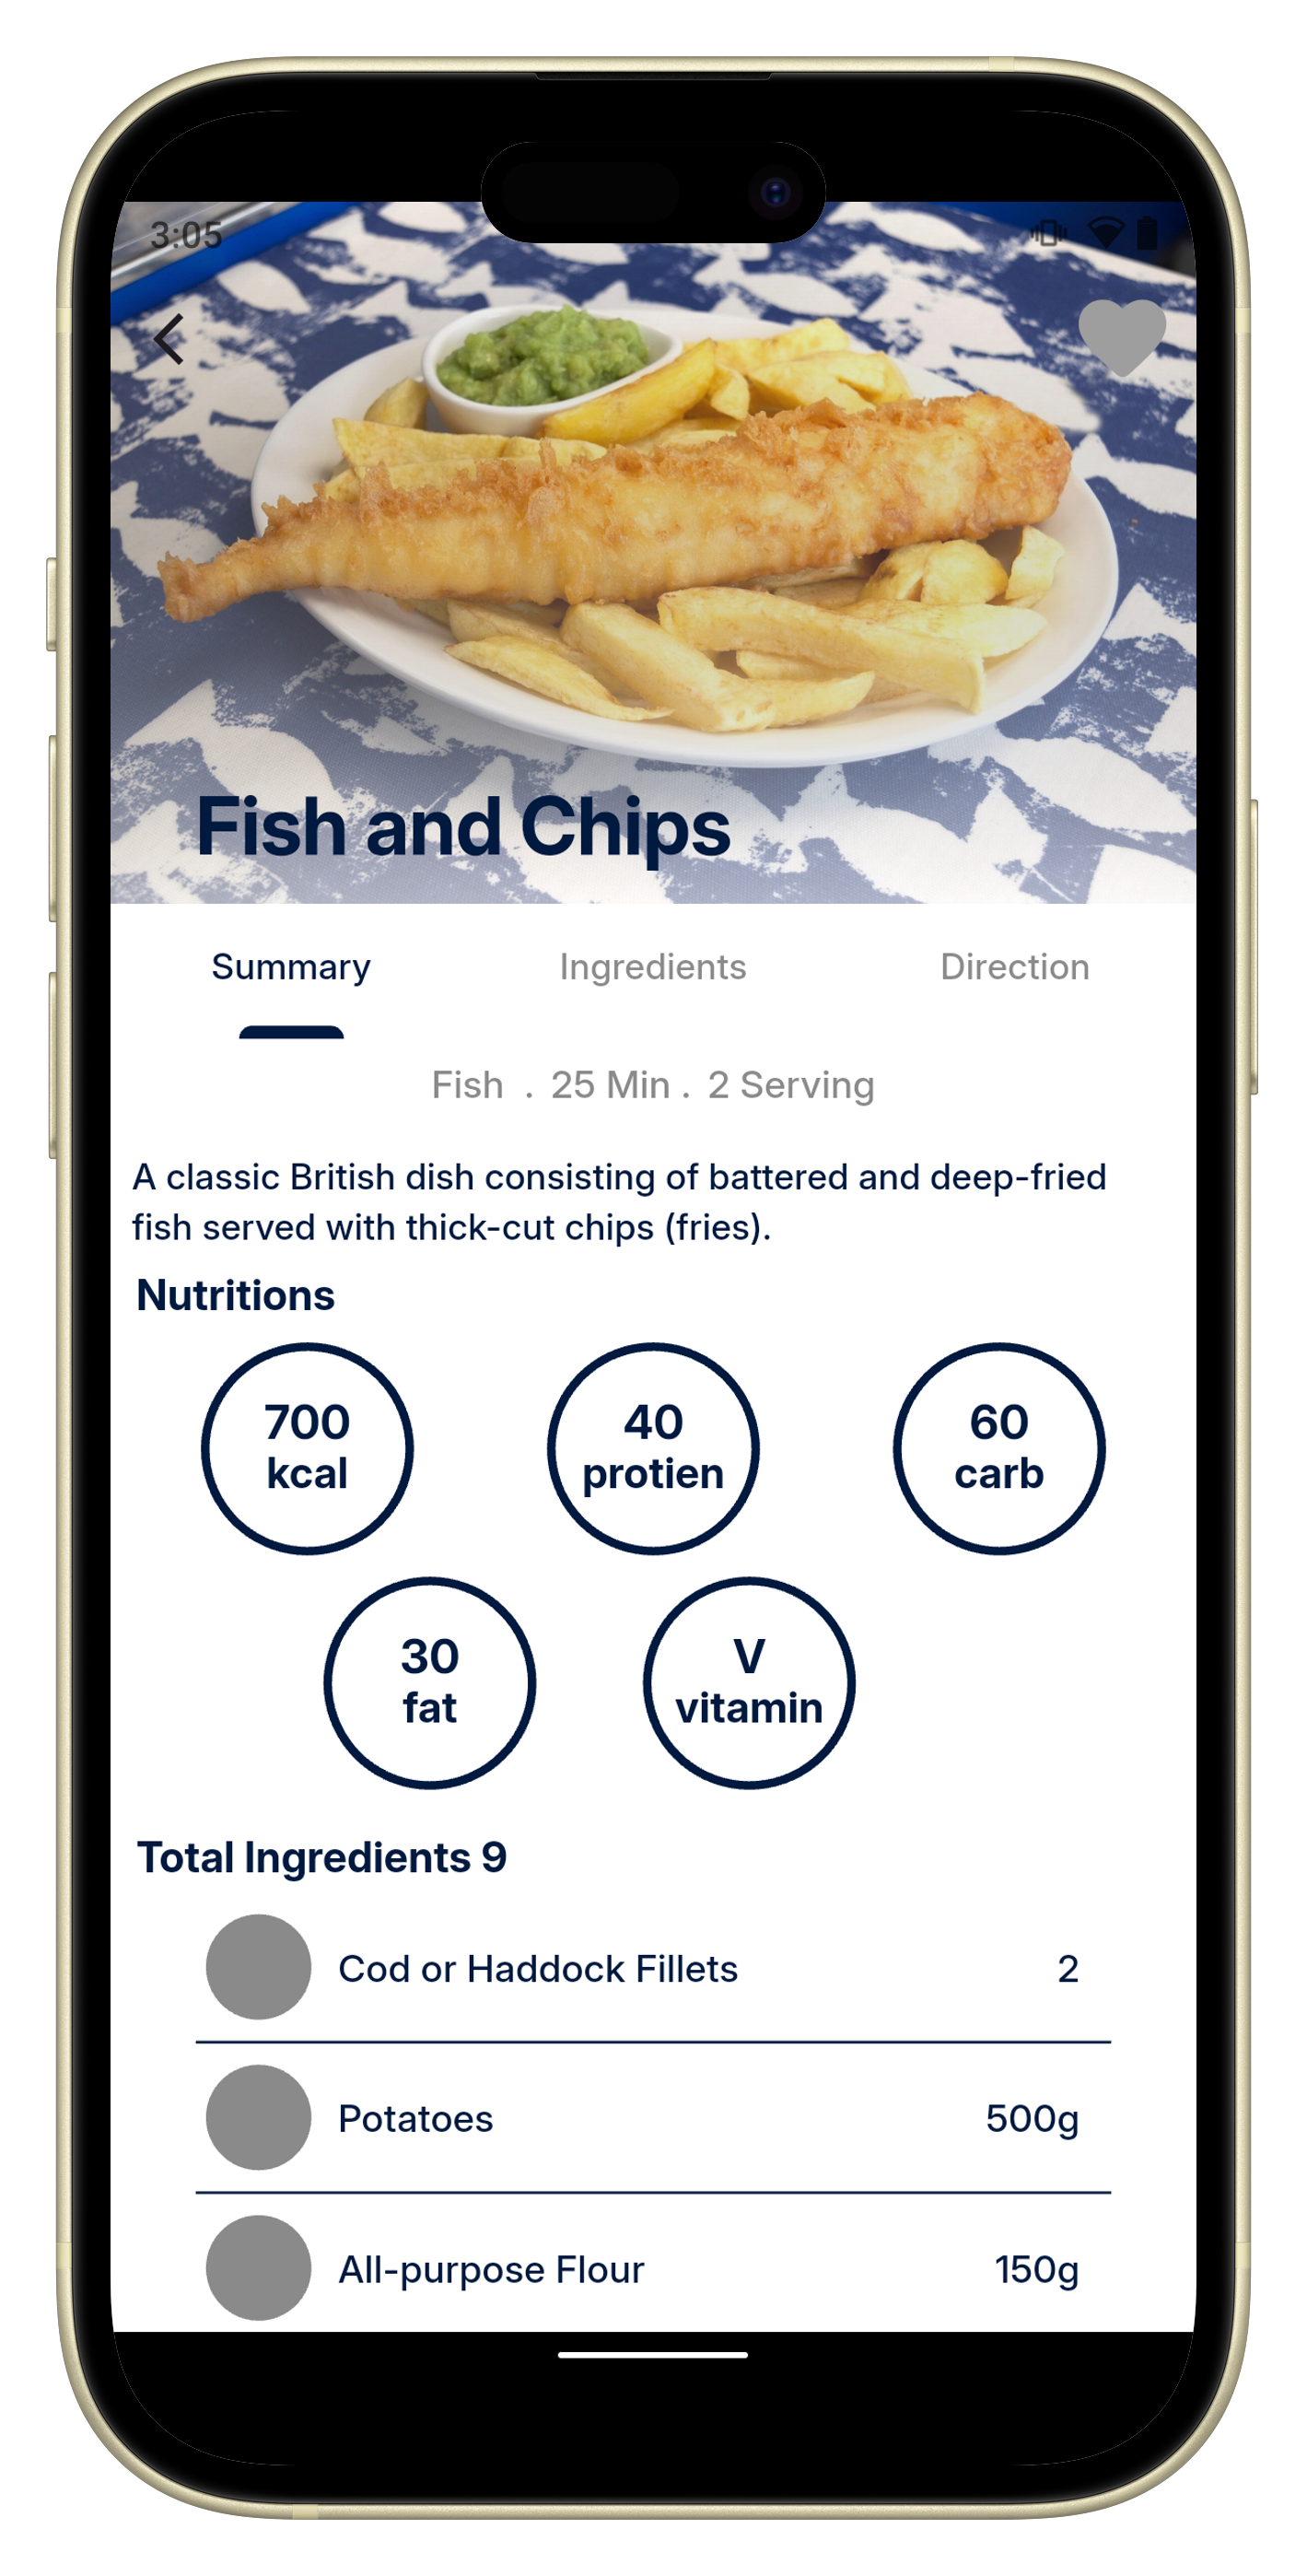 3:05
Fish and Chips
Summary Ingredients Direction
Fish . 25 Min . 2 Serving
A classic British dish consisting of battered and deep-fried
fish served with thick-cut chips (fries).
Nutritions
700 40 60
kcal protien carb
30 V
fat vitamin
Total Ingredients 9
Cod or Haddock Fillets 2
Potatoes 500g
All-purpose Flour 150g